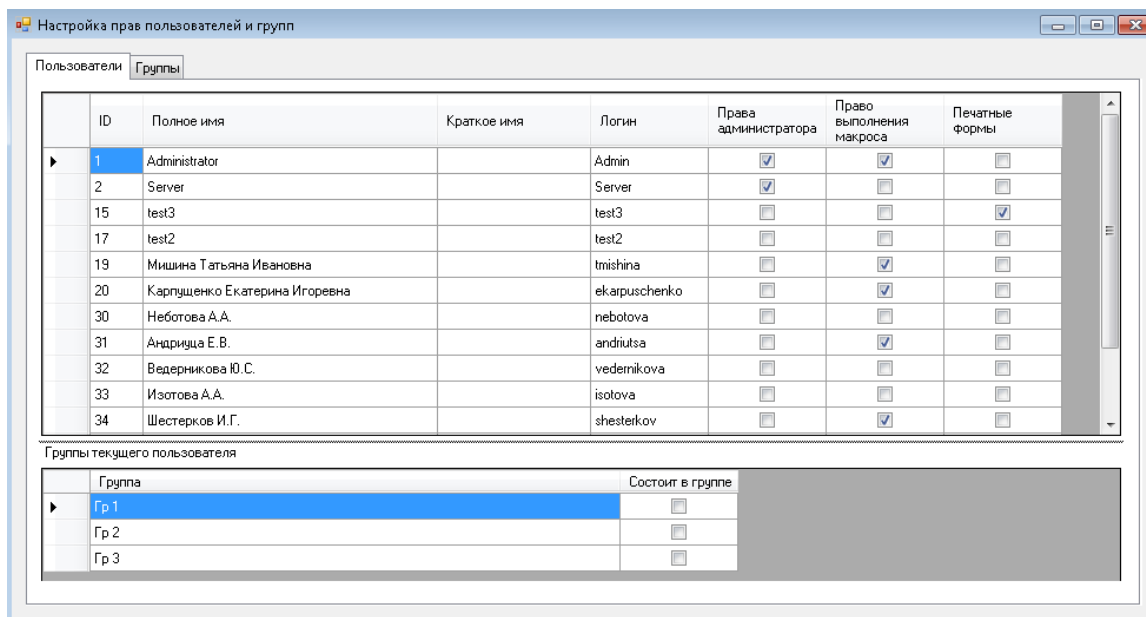 Настройка прав пользователей и групп
Пользователи Группы
ID Полное имя Краткое имя Логин Права администратора Право выполнения макроса Печатные формы
1 Administrator Admin
2 Server Server
15 test3 test3
17 test2 test2
19 Мишина Татьяна Ивановна tmishina
20 Карпущенко Екатерина Игоревна ekarpuschenko
30 Неботова А.А. nebotova
31 Андриуца Е.В. andriutsa
32 Ведерникова Ю.С. vedernikova
33 Изотова А.А. isotova
34 Шестерков И.Г. shesterkov
Группы текущего пользователя
Группа Состоит в группе
Гр 1
Гр 2
Гр 3